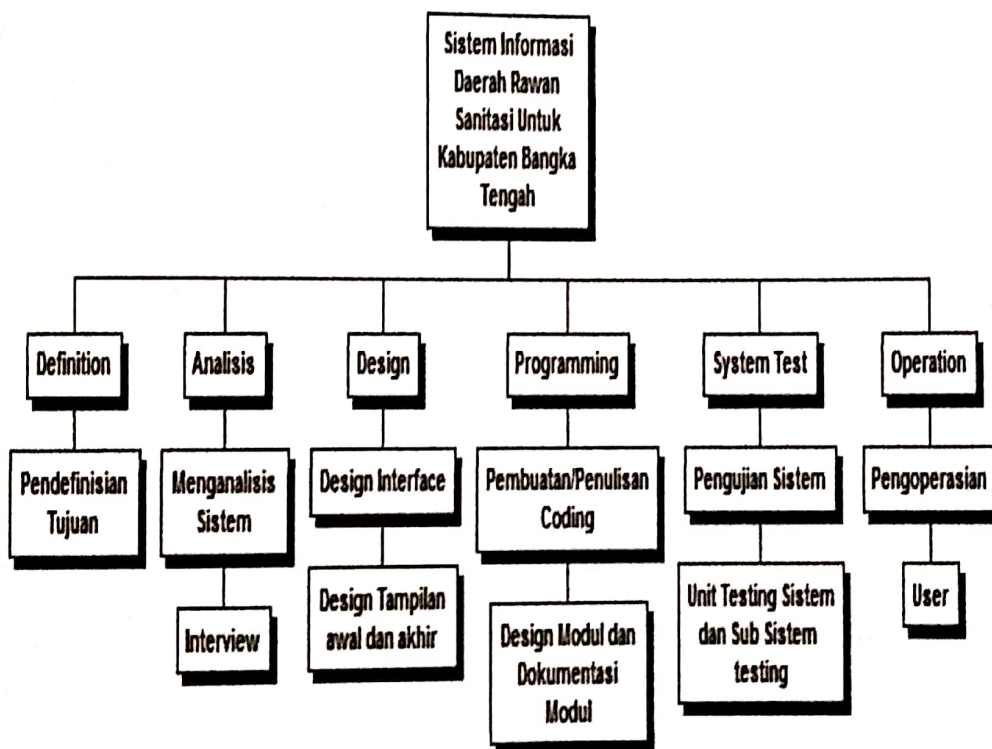 Sistem Informasi
Daerah Rawan
Sanitasi Untuk
Kabupaten Bangka
Tengah
Definition
Analisis
Design
Programming
System Test
Operation
Pendefinisian
Tujuan
Menganalisis
Sistem
Design Interface
Pembuatan/Penulisan
Coding
Pengujian Sistem
Pengoperasian
Interview
Design Tampilan
awal dan akhir
Design Modul dan
Dokumentasi
Modul
Unit Testing Sistem
dan Sub Sistem
testing
User